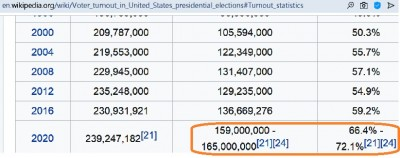 en.wikipedia.org/wiki/Voter_turnout_in_United_States_presidential_elections#Turnout_statistics
2000 209,787,000 105,594,000 50.3%
2004 219,553,000 122,349,000 55.7%
2008 229,945,000 131,407,000 57.1%
2012 235,248,000 129,235,000 54.9%
2016 230,931,921 136,669,276 59.2%
2020 239,247,182[21] 159,000,000 - 165,000,000[21][24] 66.4% - 72.1%[21][24]